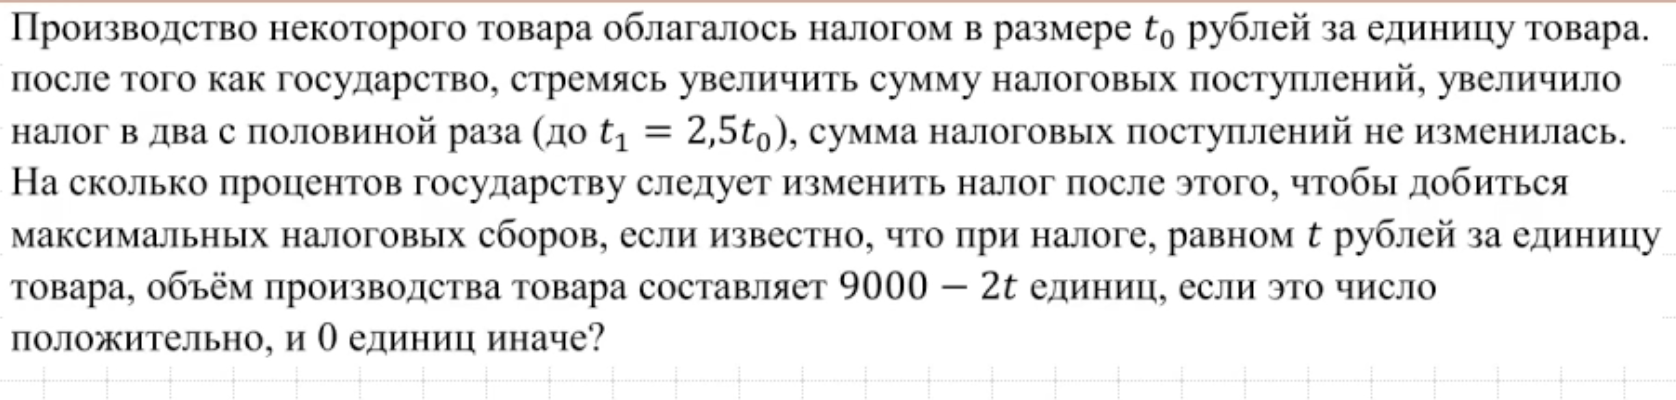 Производство некоторого товара облагалось налогом в размере t₀ рублей за единицу товара.
после того как государство, стремясь увеличить сумму налоговых поступлений, увеличило
налог в два с половиной раза (до t₁ = 2,5t₀), сумма налоговых поступлений не изменилась.
На сколько процентов государству следует изменить налог после этого, чтобы добиться
максимальных налоговых сборов, если известно, что при налоге, равном t рублей за единицу
товара, объём производства товара составляет 9000 − 2t единиц, если это число
положительно, и 0 единиц иначе?